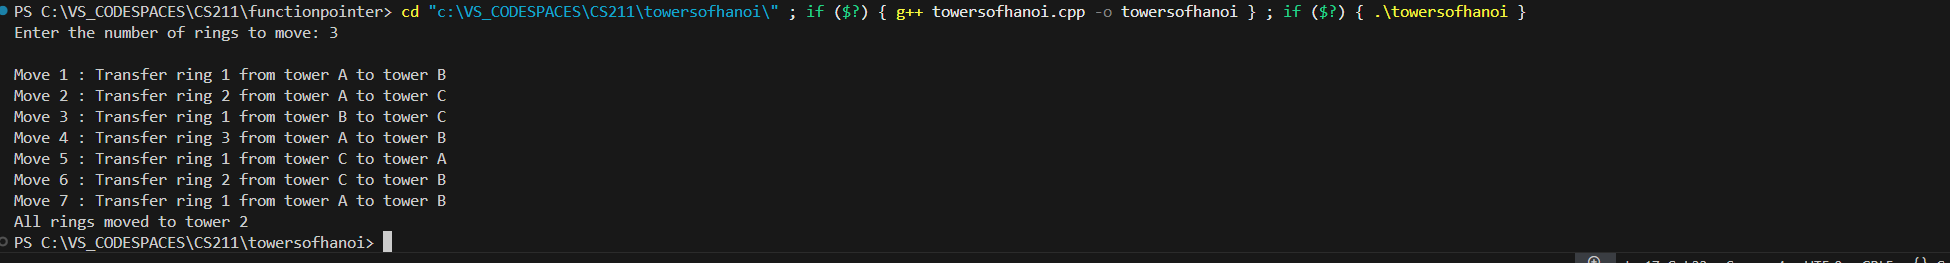 PS C:\VS_CODESPACES\CS211\functionpointer> cd "c:\VS_CODESPACES\CS211\towersofhanoi\" ; if ($?) { g++ towersofhanoi.cpp -o towersofhanoi } ; if ($?) { .\towersofhanoi }
Enter the number of rings to move: 3
Move 1 : Transfer ring 1 from tower A to tower B
Move 2 : Transfer ring 2 from tower A to tower C
Move 3 : Transfer ring 1 from tower B to tower C
Move 4 : Transfer ring 3 from tower A to tower B
Move 5 : Transfer ring 1 from tower C to tower A
Move 6 : Transfer ring 2 from tower C to tower B
Move 7 : Transfer ring 1 from tower A to tower B
All rings moved to tower 2
PS C:\VS_CODESPACES\CS211\towersofhanoi>